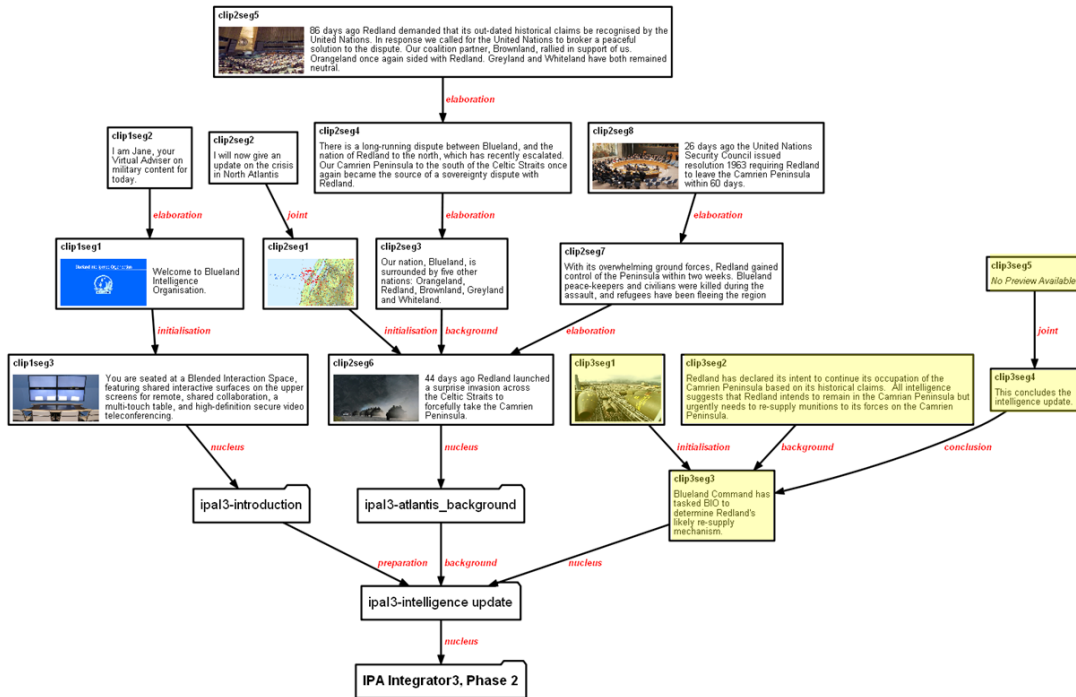 clip2seg5
86 days ago Redland demanded that its out-dated historical claims be recognised by the
United Nations. In response we called for the United Nations to broker a peaceful
solution to the dispute. Our coalition partner, Brownland, rallied in support of us.
Orangeland once again sided with Redland. Greyland and Whiteland have both remained
neutral.
elaboration
clip1seg2
I am Jane, your
Virtual Adviser on
military content for
today.
clip2seg2
I will now give an
update on the crisis
in North Atlantis
clip2seg4
There is a long-running dispute between Blueland, and the
nation of Redland to the north, which has recently escalated.
Our Camrien Peninsula to the south of the Celtic Straits once
again became the source of a sovereignty dispute with
Redland.
clip2seg8
26 days ago the United Nations
Security Council issued
resolution 1963 requiring Redland
to leave the Camrien Peninsula
within 60 days.
elaboration
joint
elaboration
elaboration
clip1seg1
Welcome to Blueland
Intelligence
Organisation.
clip2seg1
clip2seg3
Our nation, Blueland, is
surrounded by five other
nations: Orangeland,
Redland, Brownland, Greyland
and Whiteland.
clip2seg7
With its overwhelming ground forces, Redland gained
control of the Peninsula within two weeks. Blueland
peace-keepers and civilians were killed during the
assault, and refugees have been fleeing the region
clip3seg5
No Preview Available
initialisation
initialisation
background
elaboration
joint
clip1seg3
You are seated at a Blended Interaction Space,
featuring shared interactive surfaces on the upper
screens for remote, shared collaboration, a
multi-touch table, and high-definition secure video
teleconferencing.
clip2seg6
44 days ago Redland launched
a surprise invasion across
the Celtic Straits to
forcefully take the Camrien
Peninsula.
clip3seg1
clip3seg2
Redland has declared its intent to continue its occupation of the
Camrien Peninsula based on its historical claims. All intelligence
suggests that Redland intends to remain in the Camrian Peninsula but
urgently needs to re-supply munitions to its forces on the Camrien
Peninsula.
clip3seg4
This concludes the
intelligence update.
nucleus
nucleus
initialisation
background
conclusion
clip3seg3
Blueland Command has
tasked BIO to
determine Redland's
likely re-supply
mechanism.
ipal3-introduction
ipal3-atlantis_background
preparation
background
nucleus
ipal3-intelligence update
nucleus
IPA Integrator3, Phase 2